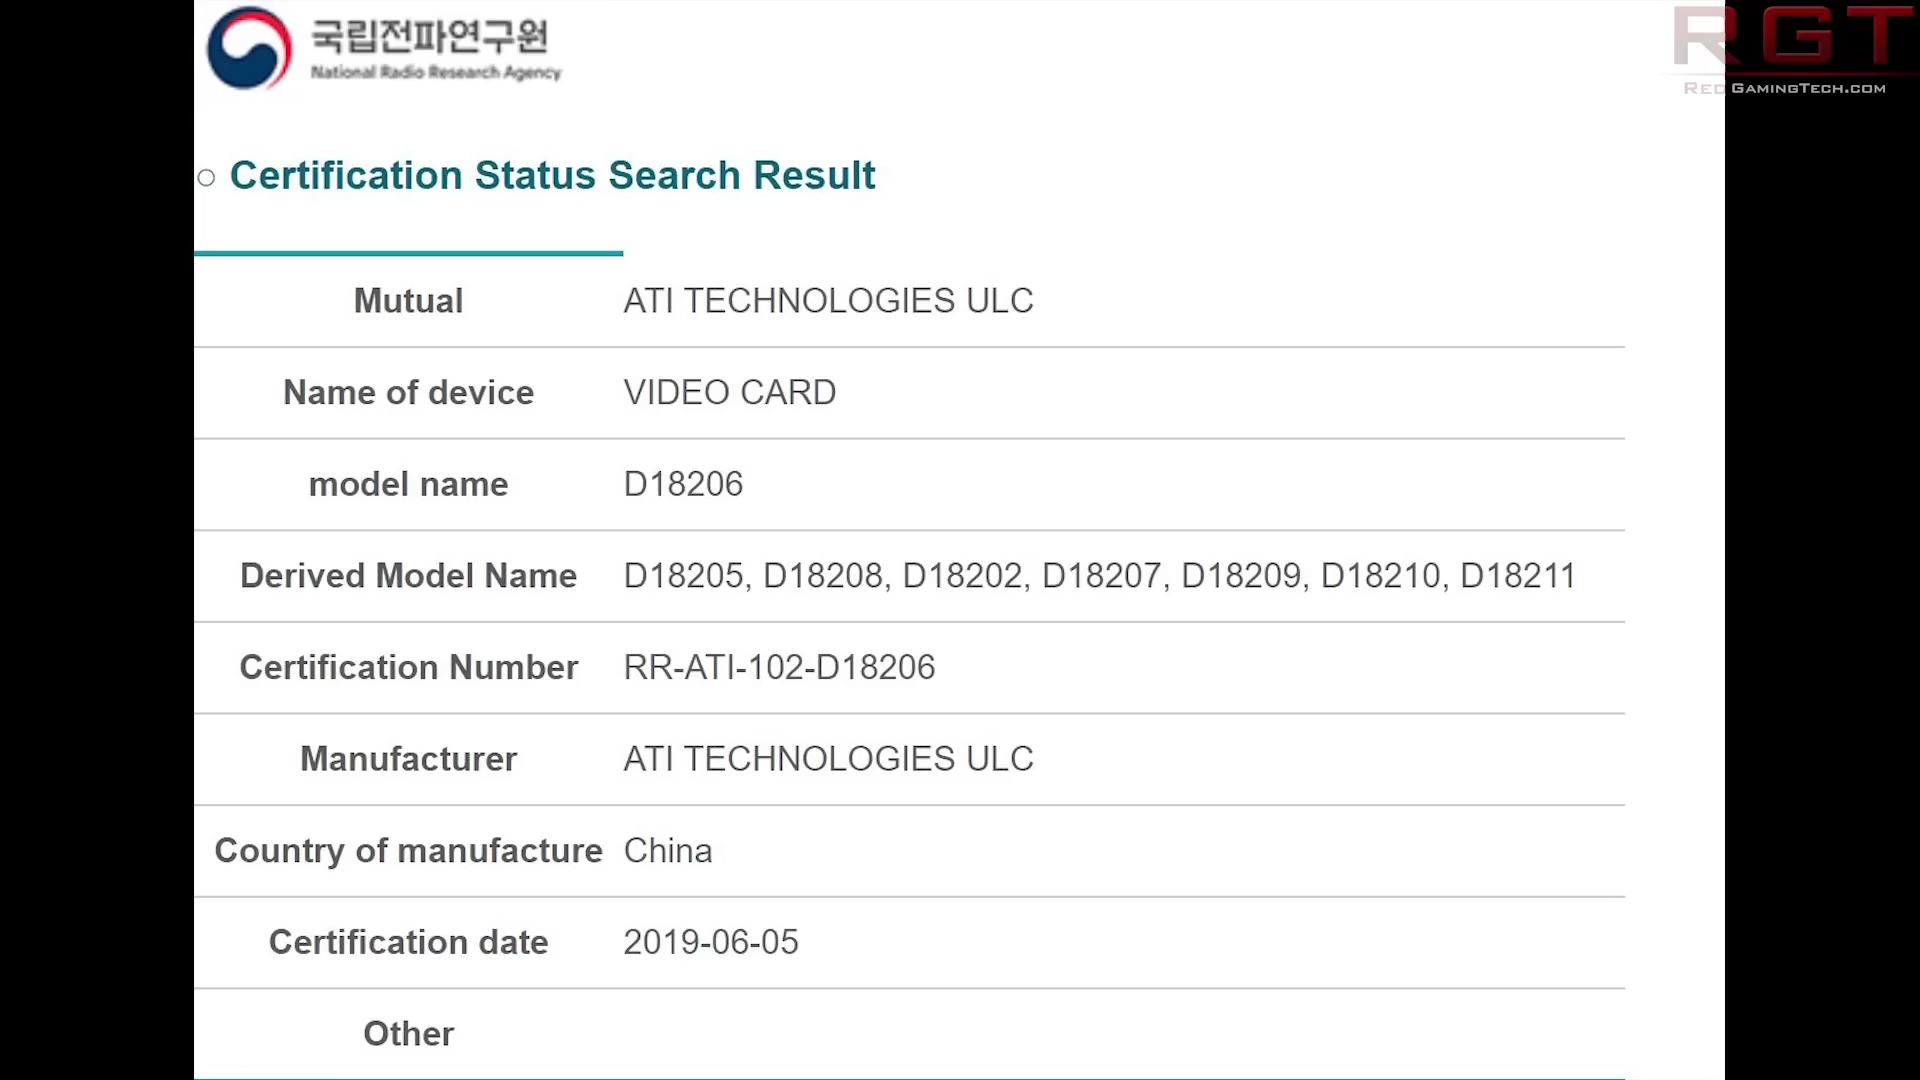 국립전파연구원
National Radio Research Agency
RGT
RedGamingTech.com
Certification Status Search Result
Mutual ATI TECHNOLOGIES ULC
Name of device VIDEO CARD
model name D18206
Derived Model Name D18205, D18208, D18202, D18207, D18209, D18210, D18211
Certification Number RR-ATI-102-D18206
Manufacturer ATI TECHNOLOGIES ULC
Country of manufacture China
Certification date 2019-06-05
Other